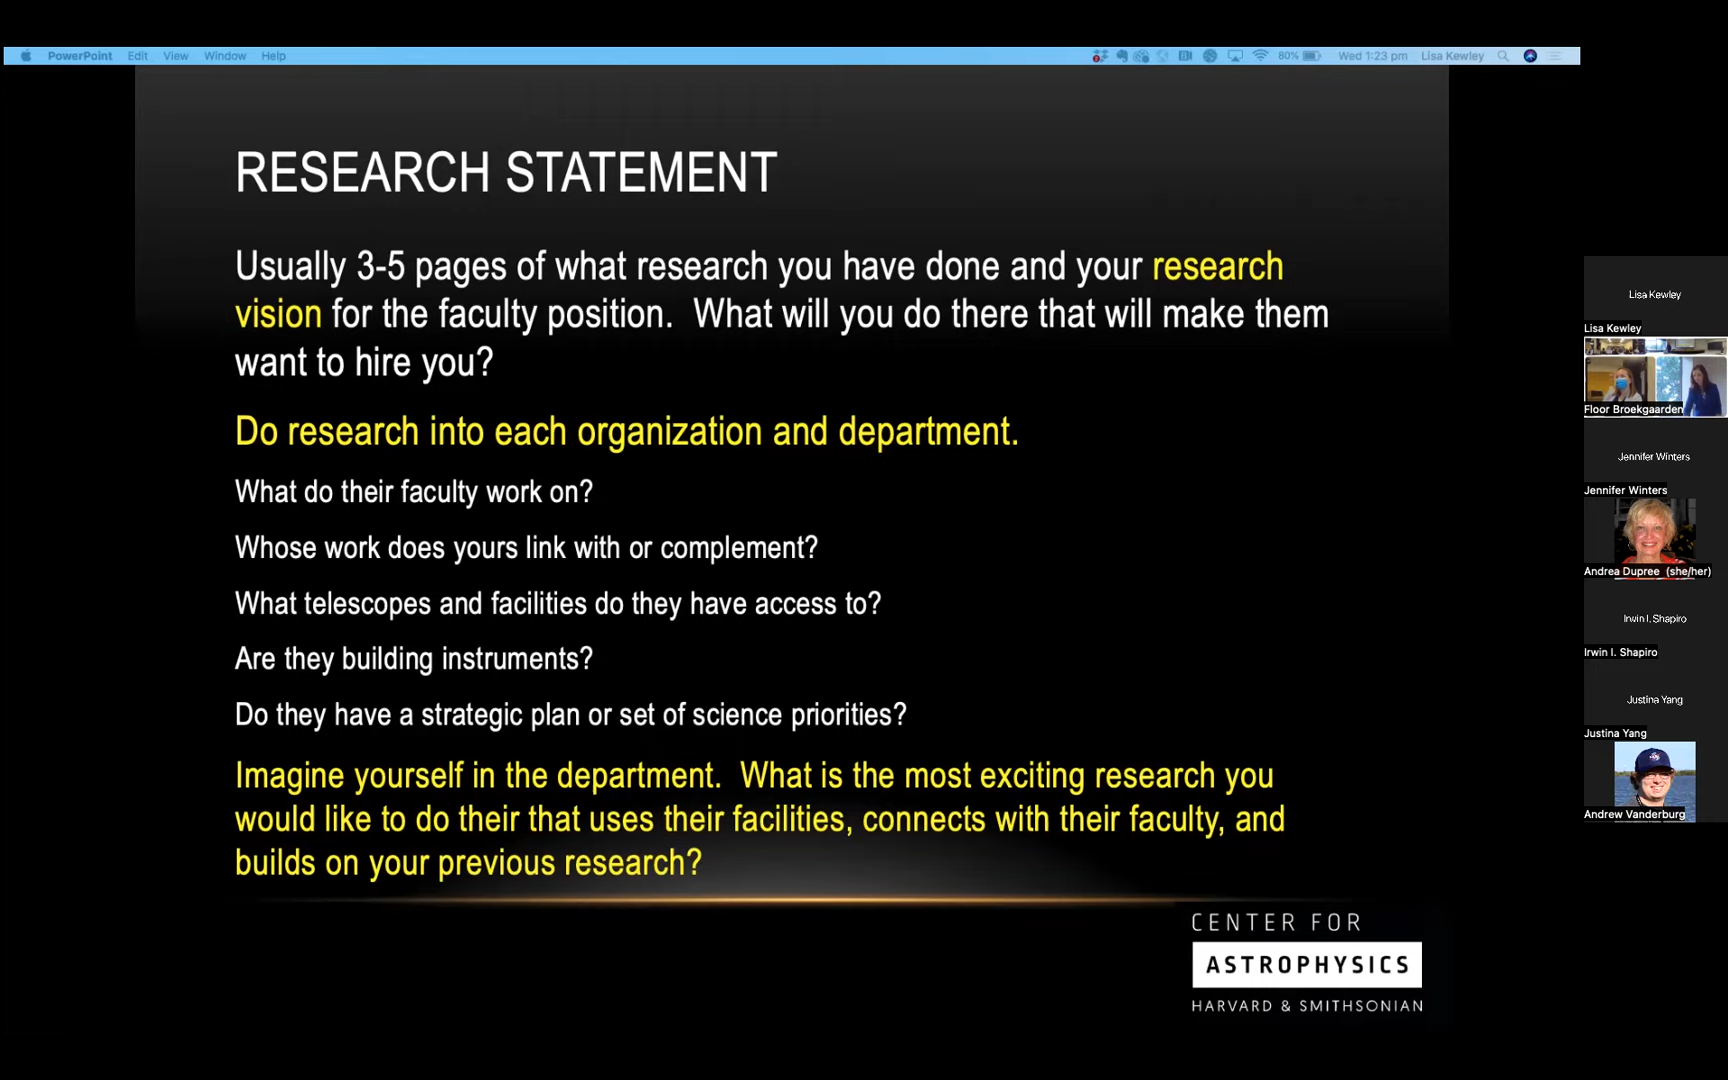 PowerPoint Edit View Window Help 80% Wed 1:23 pm Lisa Kewley
RESEARCH STATEMENT
Usually 3-5 pages of what research you have done and your research
vision for the faculty position. What will you do there that will make them
want to hire you?
Do research into each organization and department.
What do their faculty work on?
Whose work does yours link with or complement?
What telescopes and facilities do they have access to?
Are they building instruments?
Do they have a strategic plan or set of science priorities?
Imagine yourself in the department. What is the most exciting research you
would like to do their that uses their facilities, connects with their faculty, and
builds on your previous research?
CENTER FOR
ASTROPHYSICS
HARVARD & SMITHSONIAN
Lisa Kewley
Lisa Kewley
Floor Broekgaarden
Jennifer Winters
Jennifer Winters
Andrea Dupree (she/her)
Irwin I. Shapiro
Irwin I. Shapiro
Justina Yang
Justina Yang
Andrew Vanderburg